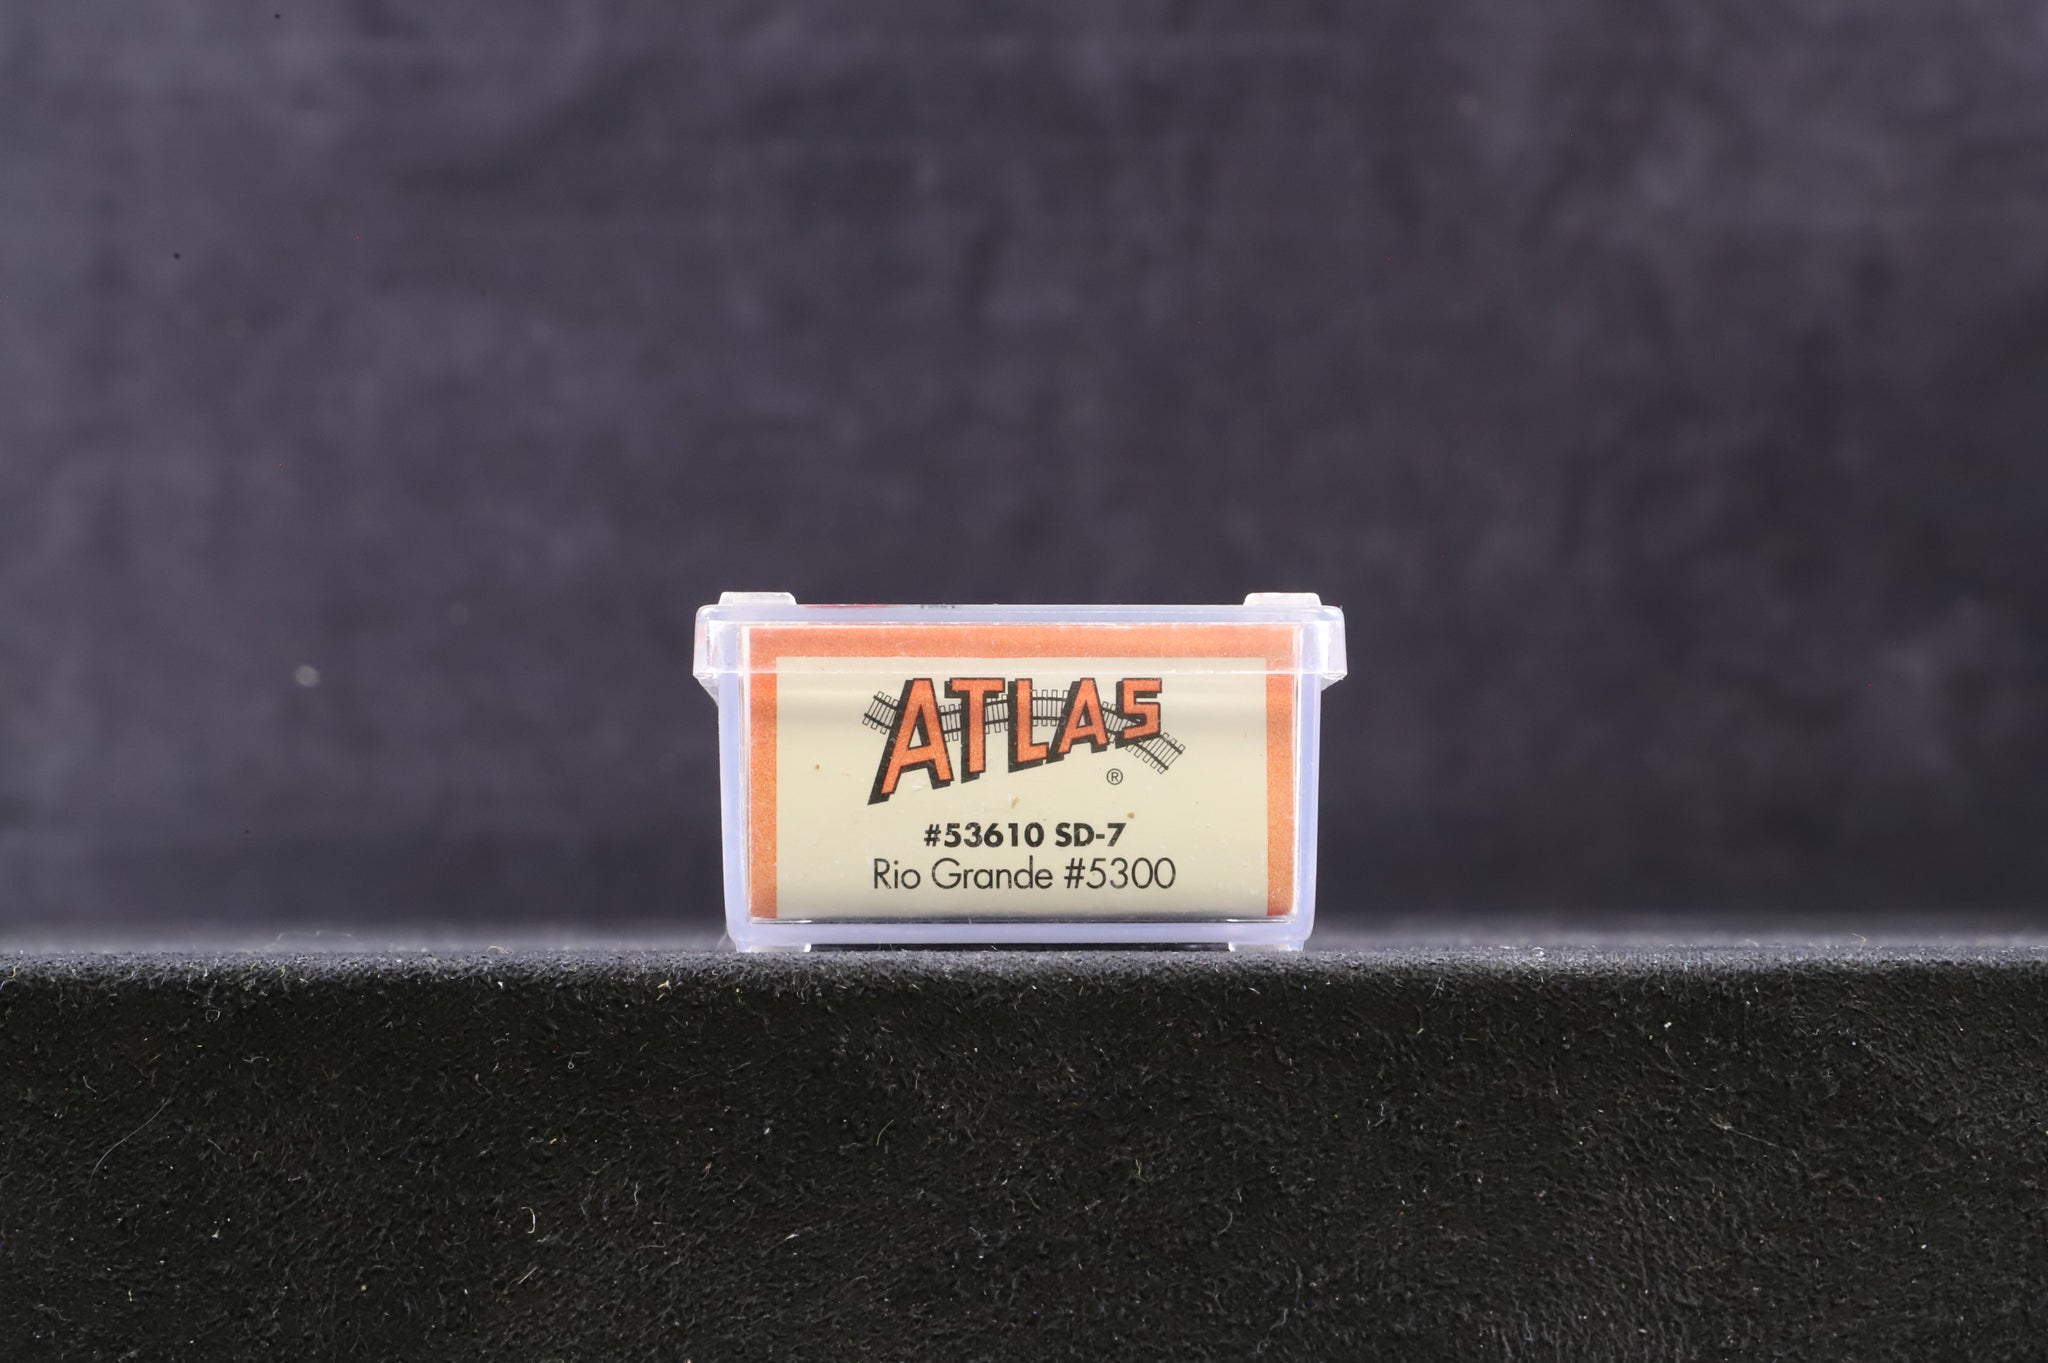 ATLAS
®
#53610 SD-7
Rio Grande #5300